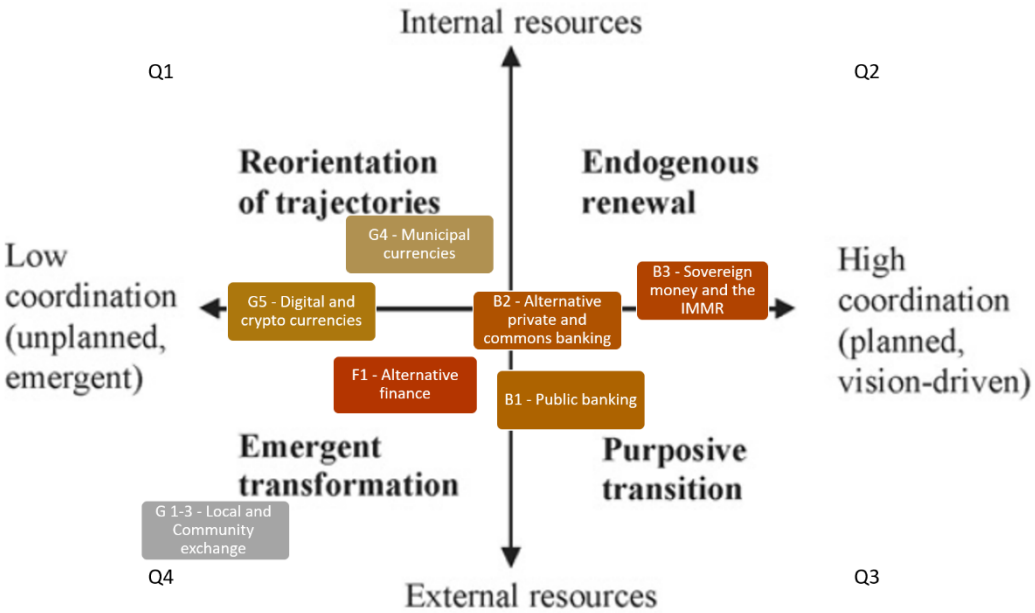 Internal resources
Q1
Q2
Reorientation
of trajectories
Endogenous
renewal
G4 - Municipal
currencies
Low
coordination
(unplanned,
emergent)
G5 - Digital and
crypto currencies
B2 - Alternative
private and
commons banking
B3 - Sovereign
money and the
IMMR
High
coordination
(planned,
vision-driven)
F1 - Alternative
finance
B1 - Public banking
Emergent
transformation
Purposive
transition
G 1-3 - Local and
Community
exchange
Q4
Q3
External resources